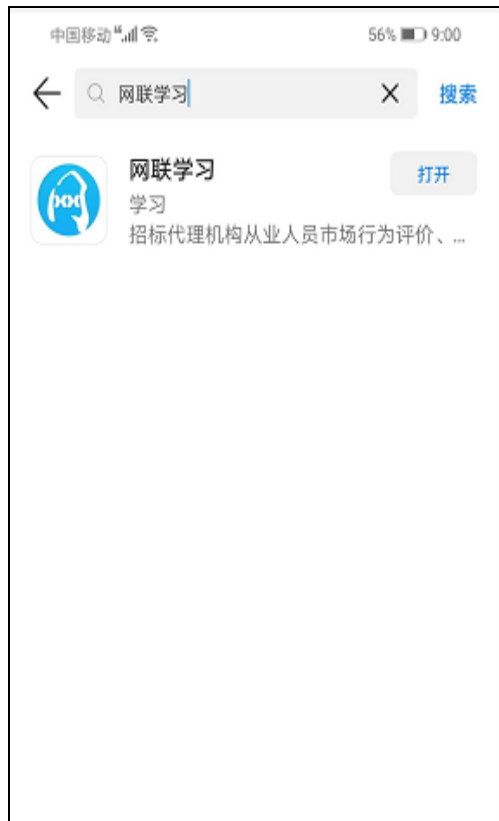 中国移动 56% 9:00
网联学习 搜索
网联学习 打开
学习
招标代理机构从业人员市场行为评价、...